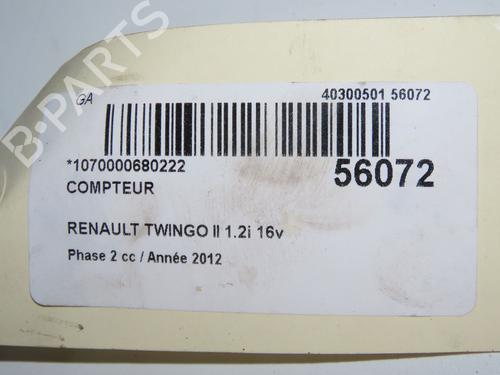 B-PARTS
GA
40300501 56072
*1070000680222
56072
COMPTEUR
RENAULT TWINGO II 1.2i 16v
Phase 2 cc / Année 2012